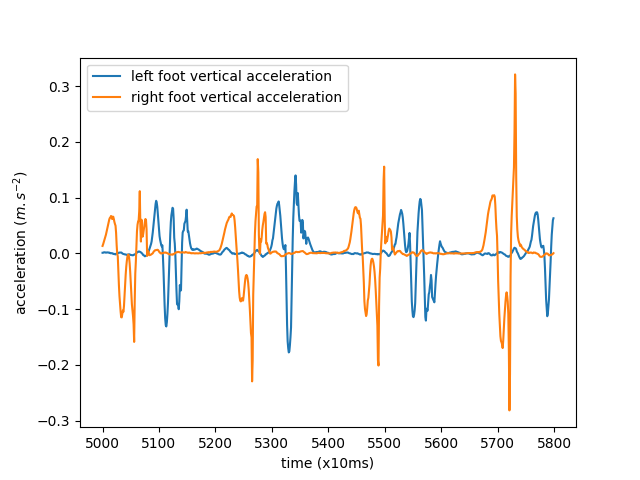 left foot vertical acceleration
right foot vertical acceleration
0.3
0.2
0.1
0.0
−0.1
−0.2
−0.3
acceleration (m.s⁻²)
5000 5100 5200 5300 5400 5500 5600 5700 5800
time (x10ms)